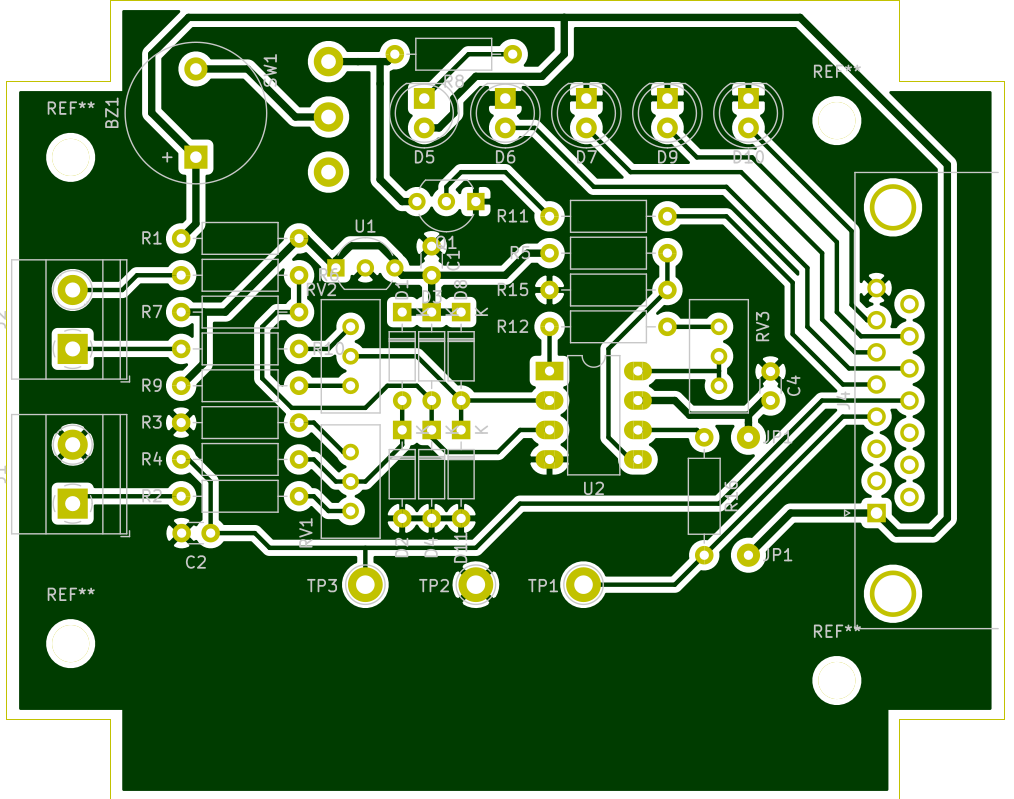 REF**
BZ1
+
SW1
R8
REF**
D5
D6
D7
D9
D10
REF**
R1
U1
Q1
C1
R11
R5
R15
R12
RV2
R7
R10
R9
R3
R4
R2
D3
D8
K
K
K
K
RV3
C4
J4
JP1
R16
U2
RV1
C2
D2
D4
D11
TP3
TP2
TP1
JP1
REF**
REF**
J1